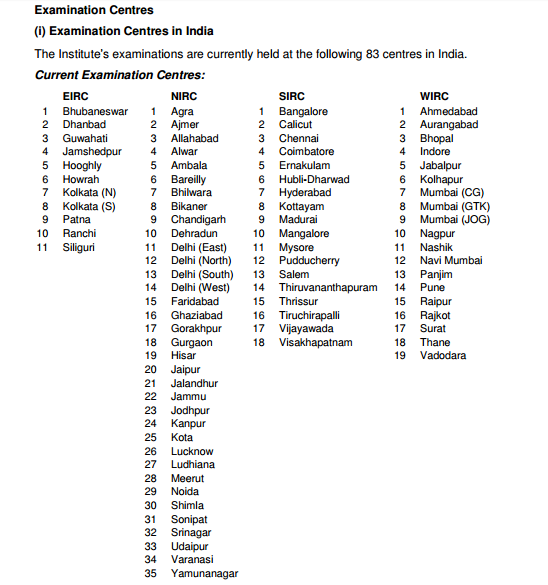 Examination Centres
(i) Examination Centres in India
The Institute's examinations are currently held at the following 83 centres in India.
Current Examination Centres:
EIRC NIRC SIRC WIRC
1 Bhubaneswar 1 Agra 1 Bangalore 1 Ahmedabad
2 Dhanbad 2 Ajmer 2 Calicut 2 Aurangabad
3 Guwahati 3 Allahabad 3 Chennai 3 Bhopal
4 Jamshedpur 4 Alwar 4 Coimbatore 4 Indore
5 Hooghly 5 Ambala 5 Ernakulam 5 Jabalpur
6 Howrah 6 Bareilly 6 Hubli-Dharwad 6 Kolhapur
7 Kolkata (N) 7 Bhilwara 7 Hyderabad 7 Mumbai (CG)
8 Kolkata (S) 8 Bikaner 8 Kottayam 8 Mumbai (GTK)
9 Patna 9 Chandigarh 9 Madurai 9 Mumbai (JOG)
10 Ranchi 10 Dehradun 10 Mangalore 10 Nagpur
11 Siliguri 11 Delhi (East) 11 Mysore 11 Nashik
12 Delhi (North) 12 Pudducherry 12 Navi Mumbai
13 Delhi (South) 13 Salem 13 Panjim
14 Delhi (West) 14 Thiruvananthapuram 14 Pune
15 Faridabad 15 Thrissur 15 Raipur
16 Ghaziabad 16 Tiruchirapalli 16 Rajkot
17 Gorakhpur 17 Vijayawada 17 Surat
18 Gurgaon 18 Visakhapatnam 18 Thane
19 Hisar 19 Vadodara
20 Jaipur
21 Jalandhur
22 Jammu
23 Jodhpur
24 Kanpur
25 Kota
26 Lucknow
27 Ludhiana
28 Meerut
29 Noida
30 Shimla
31 Sonipat
32 Srinagar
33 Udaipur
34 Varanasi
35 Yamunanagar